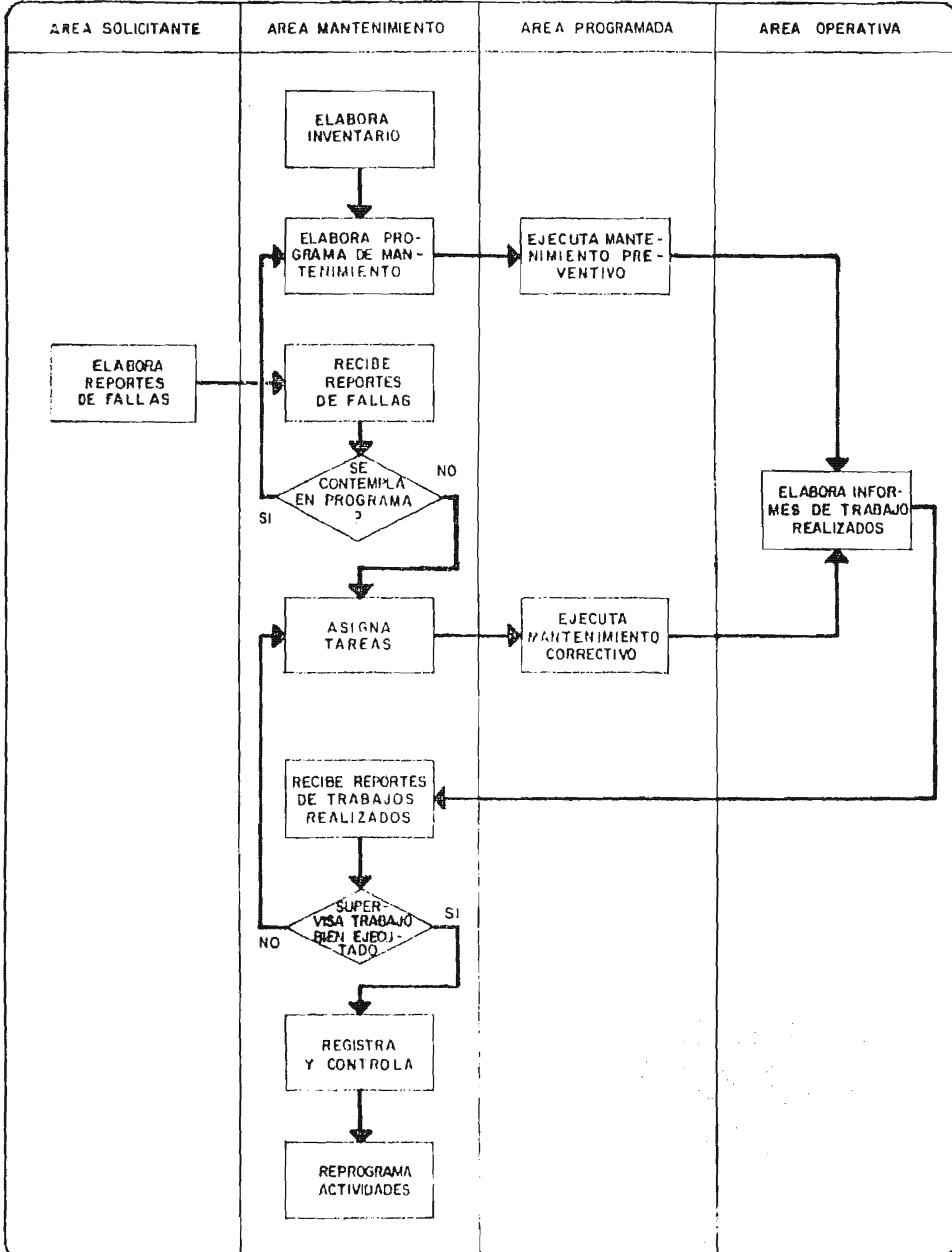 AREA SOLICITANTE
AREA MANTENIMIENTO
AREA PROGRAMADA
AREA OPERATIVA
ELABORA
INVENTARIO
ELABORA PRO-
GRAMA DE MAN-
TENIMIENTO
EJECUTA MANTE-
NIMIENTO PRE-
VENTIVO
ELABORA
REPORTES
DE FALLAS
RECIBE
REPORTES
DE FALLAS
SE
CONTEMPLA
EN PROGRAMA
?
SI
NO
ELABORA INFOR-
MES DE TRABAJO
REALIZADOS
ASIGNA
TAREAS
EJECUTA
MANTENIMIENTO
CORRECTIVO
RECIBE REPORTES
DE TRABAJOS
REALIZADOS
SUPER-
VISA TRABAJO
BIEN EJECU-
TADO
NO
SI
REGISTRA
Y CONTROLA
REPROGRAMA
ACTIVIDADES